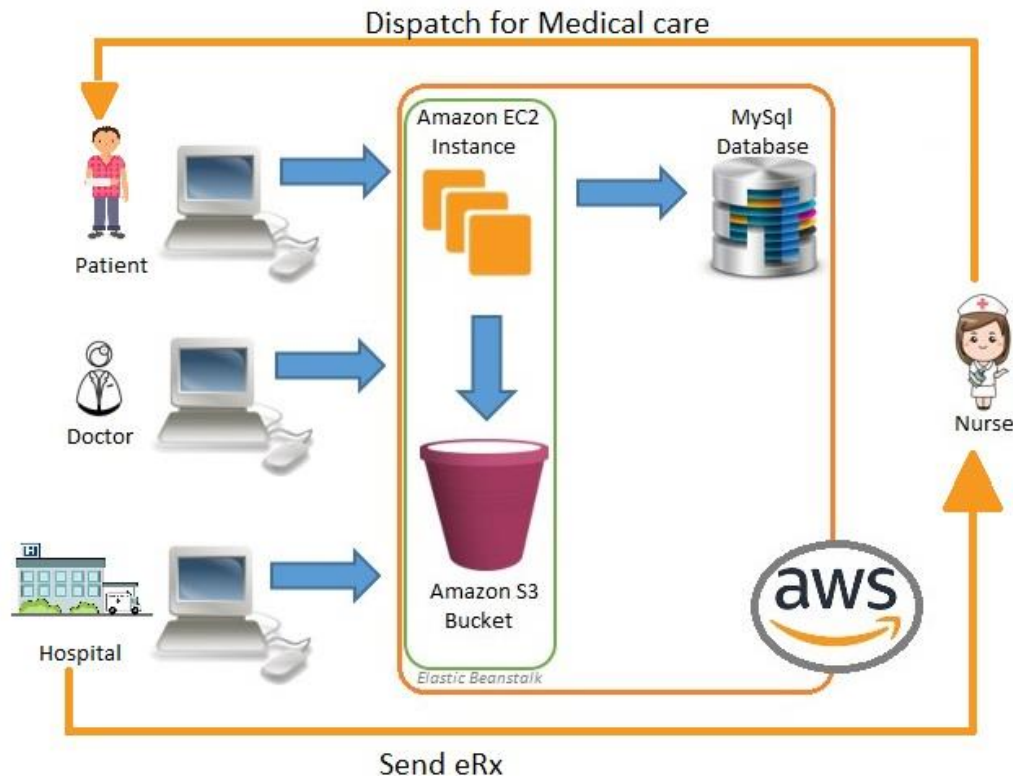 Dispatch for Medical care
Amazon EC2
Instance
MySql
Database
Patient
Doctor
Nurse
H
Amazon S3
Bucket
aws
Hospital
Elastic Beanstalk
Send eRx